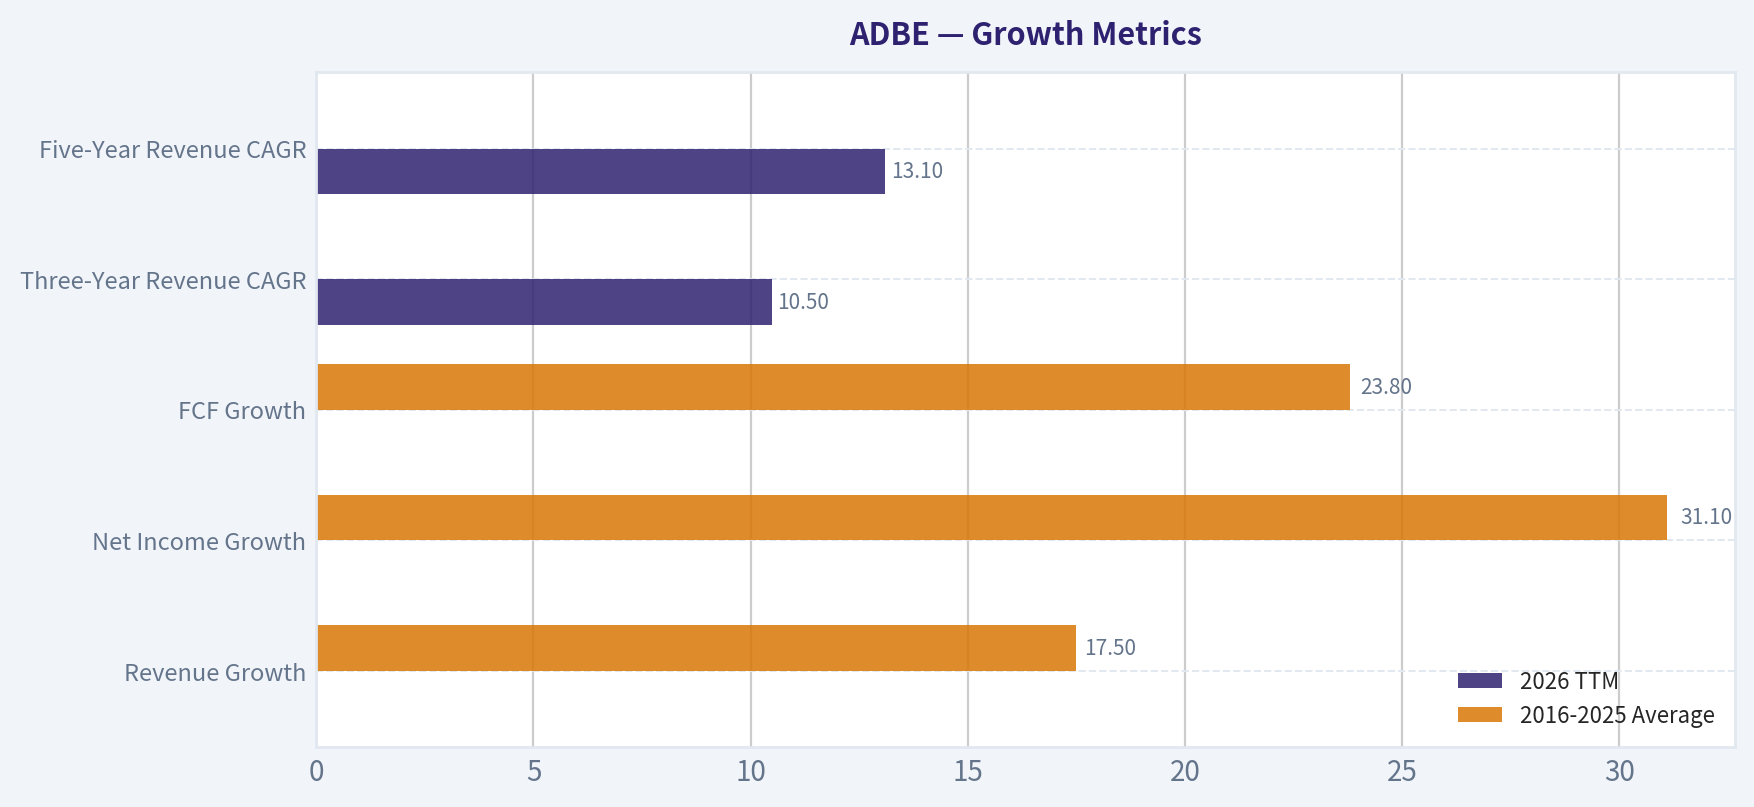 ADBE — Growth Metrics
Five-Year Revenue CAGR
13.10
Three-Year Revenue CAGR
10.50
FCF Growth
23.80
Net Income Growth
31.10
Revenue Growth
17.50
2026 TTM
2016-2025 Average
0 5 10 15 20 25 30